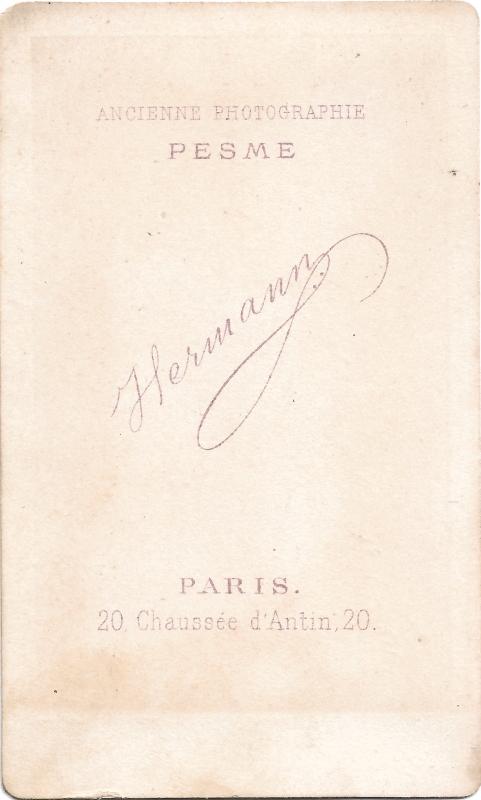 ANCIENNE PHOTOGRAPHIE
PESME
Hermann
PARIS.
20, Chaussée d'Antin, 20.